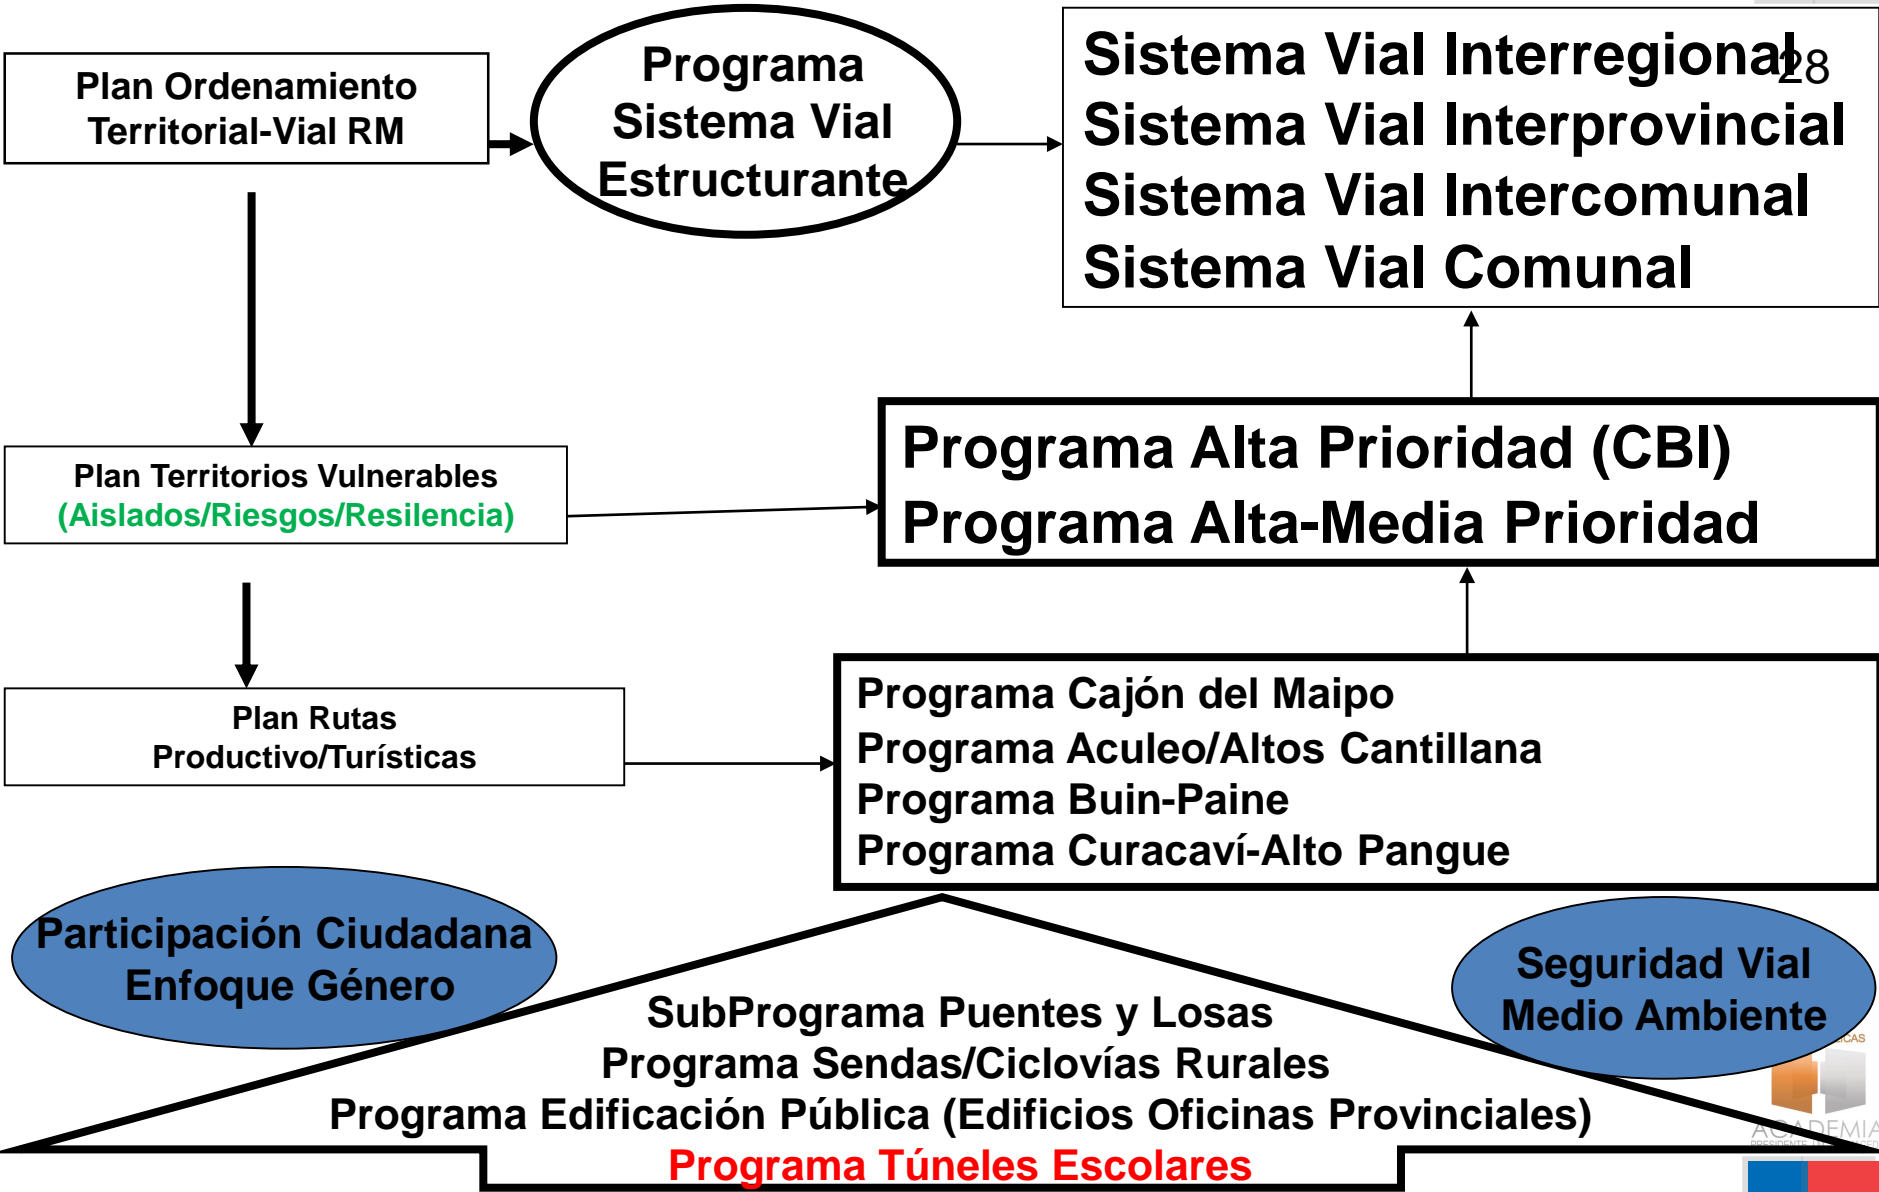 Plan Ordenamiento
Territorial-Vial RM
Programa
Sistema Vial
Estructurante
Sistema Vial Interregional
28
Sistema Vial Interprovincial
Sistema Vial Intercomunal
Sistema Vial Comunal
Plan Territorios Vulnerables
(Aislados/Riesgos/Resilencia)
Programa Alta Prioridad (CBI)
Programa Alta-Media Prioridad
Plan Rutas
Productivo/Turísticas
Programa Cajón del Maipo
Programa Aculeo/Altos Cantillana
Programa Buin-Paine
Programa Curacaví-Alto Pangue
Participación Ciudadana
Enfoque Género
Seguridad Vial
Medio Ambiente
SubPrograma Puentes y Losas
Programa Sendas/Ciclovías Rurales
Programa Edificación Pública (Edificios Oficinas Provinciales)
Programa Túneles Escolares
ACADEMIA